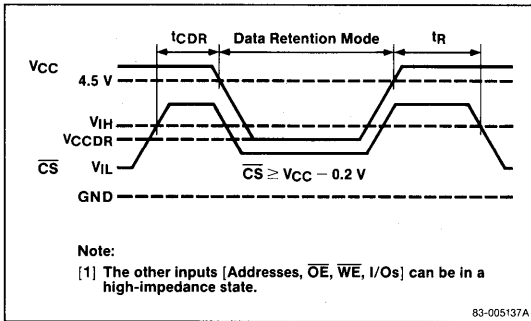 tCDR Data Retention Mode tR
VCC
4.5 V
VIH
VCCDR
CS VIL CS ≥ VCC – 0.2 V
GND
Note:
[1] The other inputs [Addresses, OE, WE, I/Os] can be in a
high-impedance state.
83-005137A